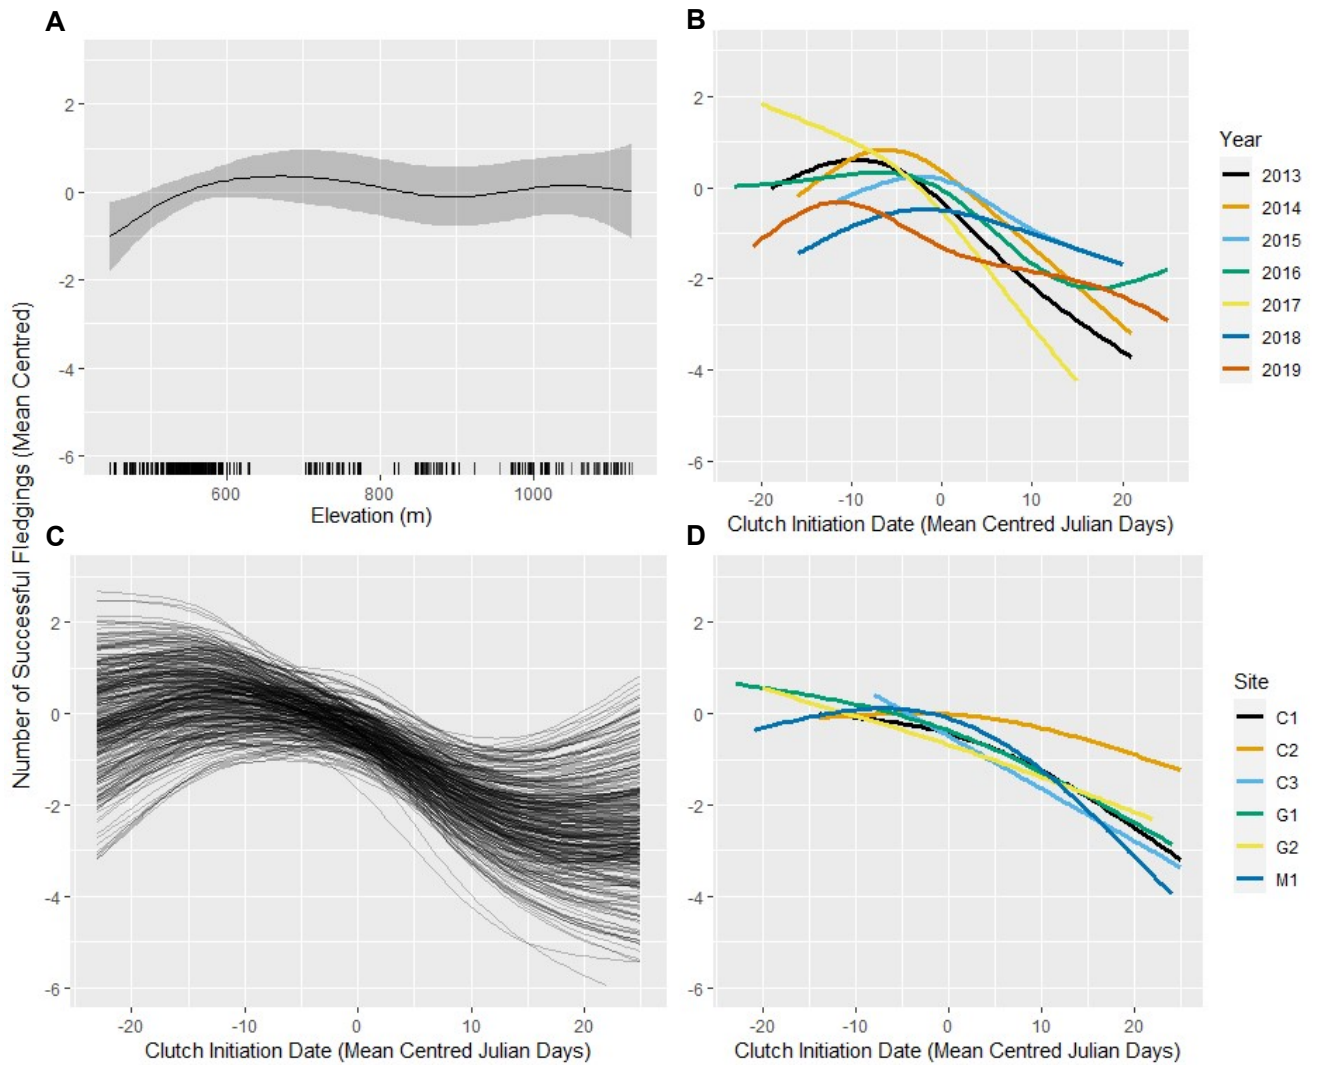 A
2
0
-2
-4
-6
600 800 1000
Elevation (m)
B
2
0
-2
-4
-6
-20 -10 0 10 20
Clutch Initiation Date (Mean Centred Julian Days)
Year
2013
2014
2015
2016
2017
2018
2019
Number of Successful Fledgings (Mean Centred)
C
2
0
-2
-4
-6
-20 -10 0 10 20
Clutch Initiation Date (Mean Centred Julian Days)
D
2
0
-2
-4
-6
-20 -10 0 10 20
Clutch Initiation Date (Mean Centred Julian Days)
Site
C1
C2
C3
G1
G2
M1